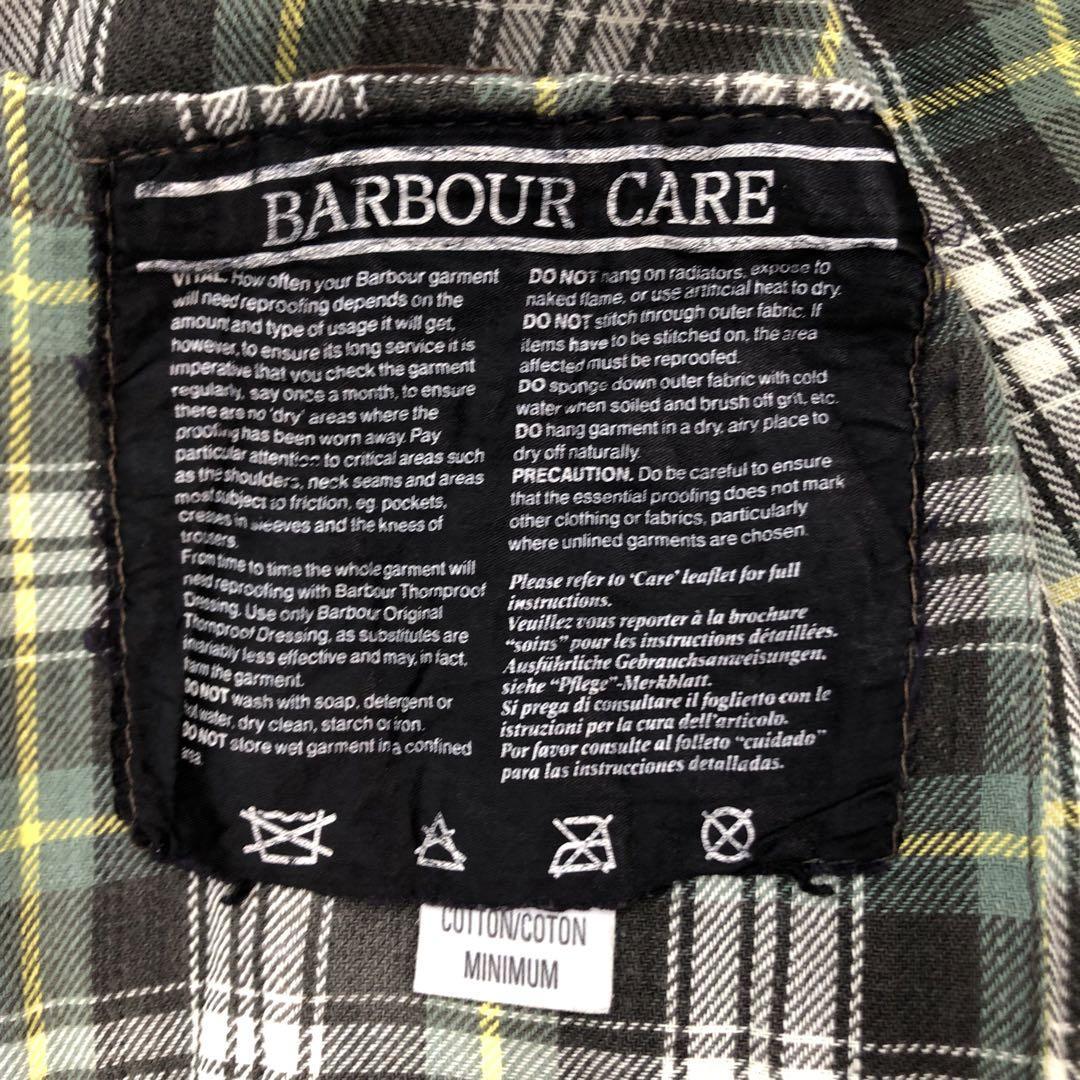 BARBOUR CARE
VITAL. How often your Barbour garment
will need reproofing depends on the
amount and type of usage it will get,
however, to ensure its long service it is
imperative that you check the garment
regularly, say once a month, to ensure
there are no 'dry' areas where the
proofing has been worn away. Pay
particular attention to critical areas such
as the shoulders, neck seams and areas
most subject to friction, eg. pockets,
creases in sleeves and the knees of
trousers.
From time to time the whole garment will
need reproofing with Barbour Thornproof
Dressing. Use only Barbour Original
Thornproof Dressing, as substitutes are
invariably less effective and may, in fact,
harm the garment.
DO NOT wash with soap, detergent or
hot water, dry clean, starch or iron.
DO NOT store wet garment in a confined
area.
DO NOT hang on radiators, expose to
naked flame, or use artificial heat to dry.
DO NOT stitch through outer fabric. If
items have to be stitched on, the area
affected must be reproofed.
DO sponge down outer fabric with cold
water when soiled and brush off grit, etc.
DO hang garment in a dry, airy place to
dry off naturally.
PRECAUTION. Do be careful to ensure
that the essential proofing does not mark
other clothing or fabrics, particularly
where unlined garments are chosen.
Please refer to 'Care' leaflet for full
instructions.
Veuillez vous reporter à la brochure
"soins" pour les instructions détaillées.
Ausführliche Gebrauchsanweisungen,
siehe "Pflege"-Merkblatt.
Si prega di consultare il foglietto con le
istruzioni per la cura dell'articolo.
Por favor consulte al folleto "cuidado"
para las instrucciones detalladas.
COTTON/COTON
MINIMUM